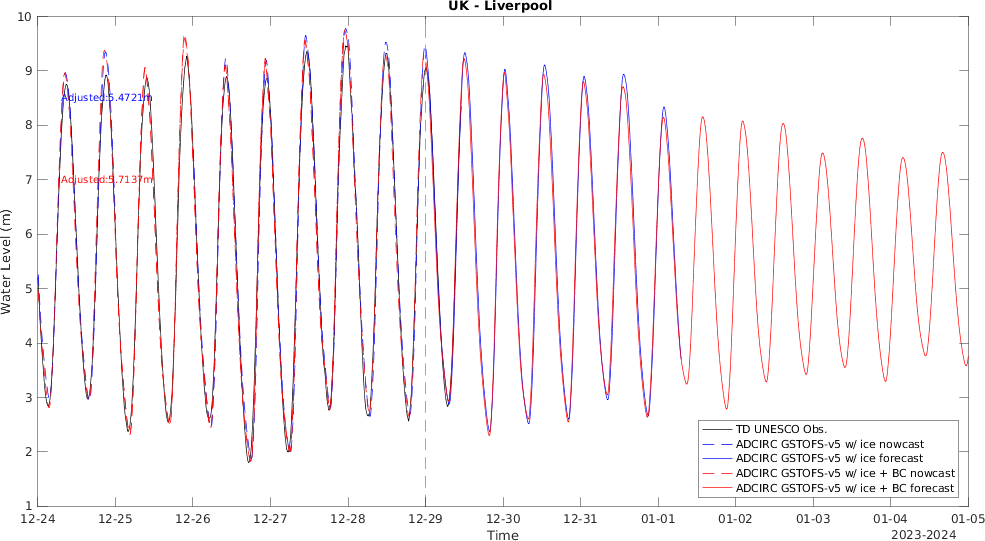 UK - Liverpool
10
9
8
7
6
5
4
3
2
1
Water Level (m)
Adjusted:5.4721m
Adjusted:5.7137m
TD UNESCO Obs.
ADCIRC GSTOFS-v5 w/ ice nowcast
ADCIRC GSTOFS-v5 w/ ice forecast
ADCIRC GSTOFS-v5 w/ ice + BC nowcast
ADCIRC GSTOFS-v5 w/ ice + BC forecast
12-24 12-25 12-26 12-27 12-28 12-29 12-30 12-31 01-01 01-02 01-03 01-04 01-05
Time
2023-2024